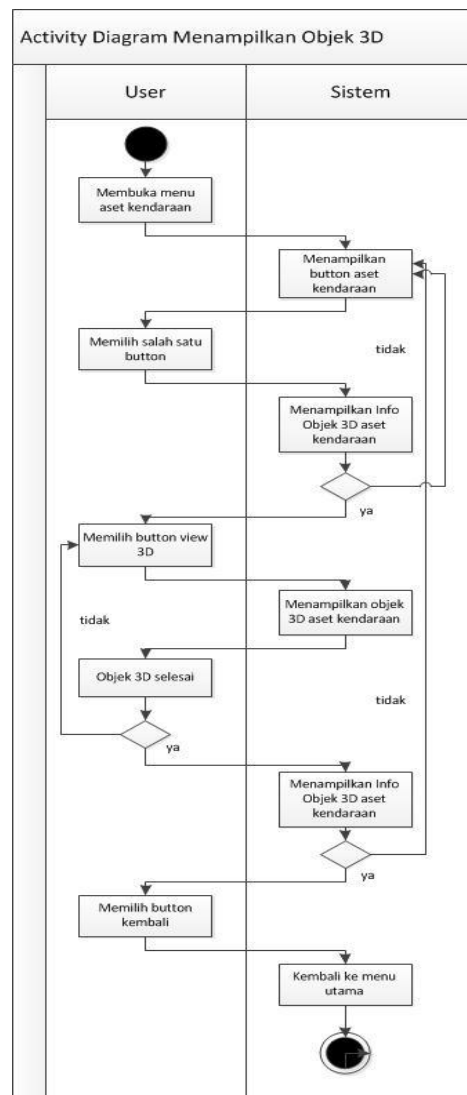 Activity Diagram Menampilkan Objek 3D
User
Sistem
Membuka menu
aset kendaraan
Menampilkan
button aset
kendaraan
Memilih salah satu
button
tidak
Menampilkan Info
Objek 3D aset
kendaraan
ya
Memilih button view
3D
Menampilkan objek
3D aset kendaraan
tidak
Objek 3D selesai
tidak
ya
Menampilkan Info
Objek 3D aset
kendaraan
ya
Memilih button
kembali
Kembali ke menu
utama